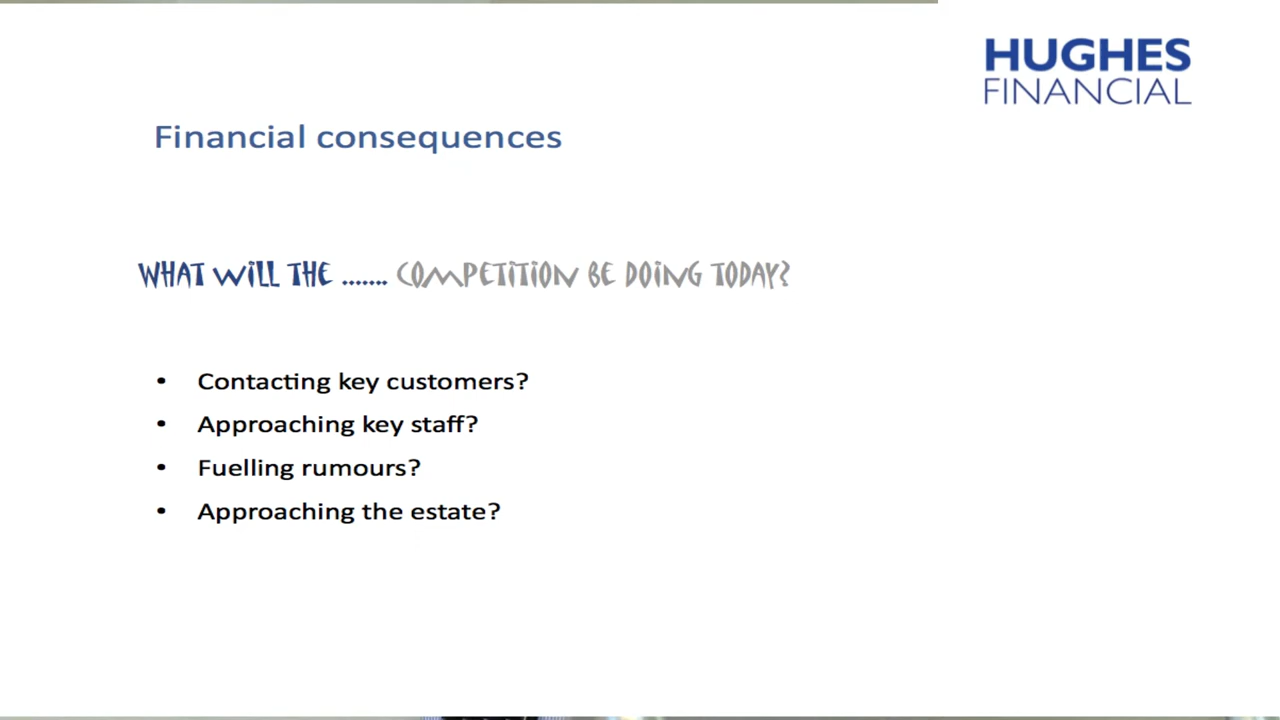 HUGHES
FINANCIAL
Financial consequences
WHAT WILL THE ....... COMPETITION BE DOING TODAY?
• Contacting key customers?
• Approaching key staff?
• Fuelling rumours?
• Approaching the estate?